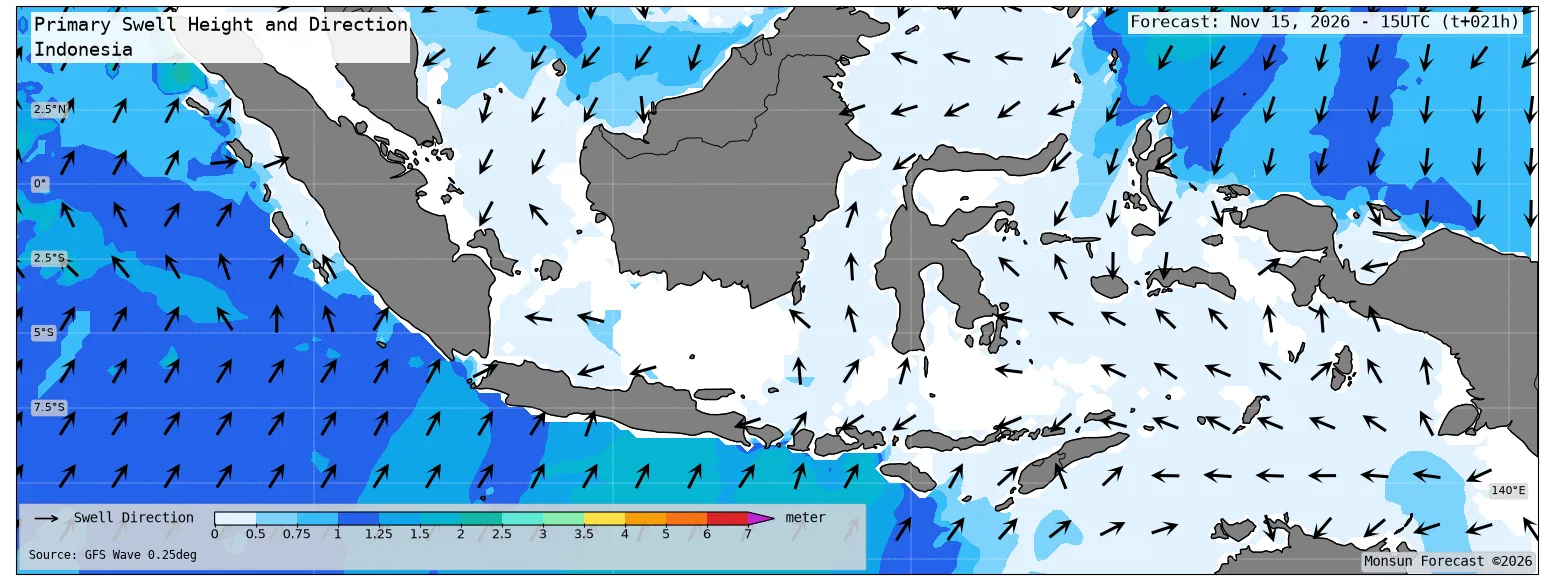 Primary Swell Height and Direction
Indonesia
Forecast: Nov 15, 2026 - 15UTC (t+021h)
2.5°N
0°
2.5°S
5°S
7.5°S
140°E
Swell Direction
0 0.5 0.75 1 1.25 1.5 2 2.5 3 3.5 4 5 6 7
meter
Source: GFS Wave 0.25deg
Monsun Forecast ©2026